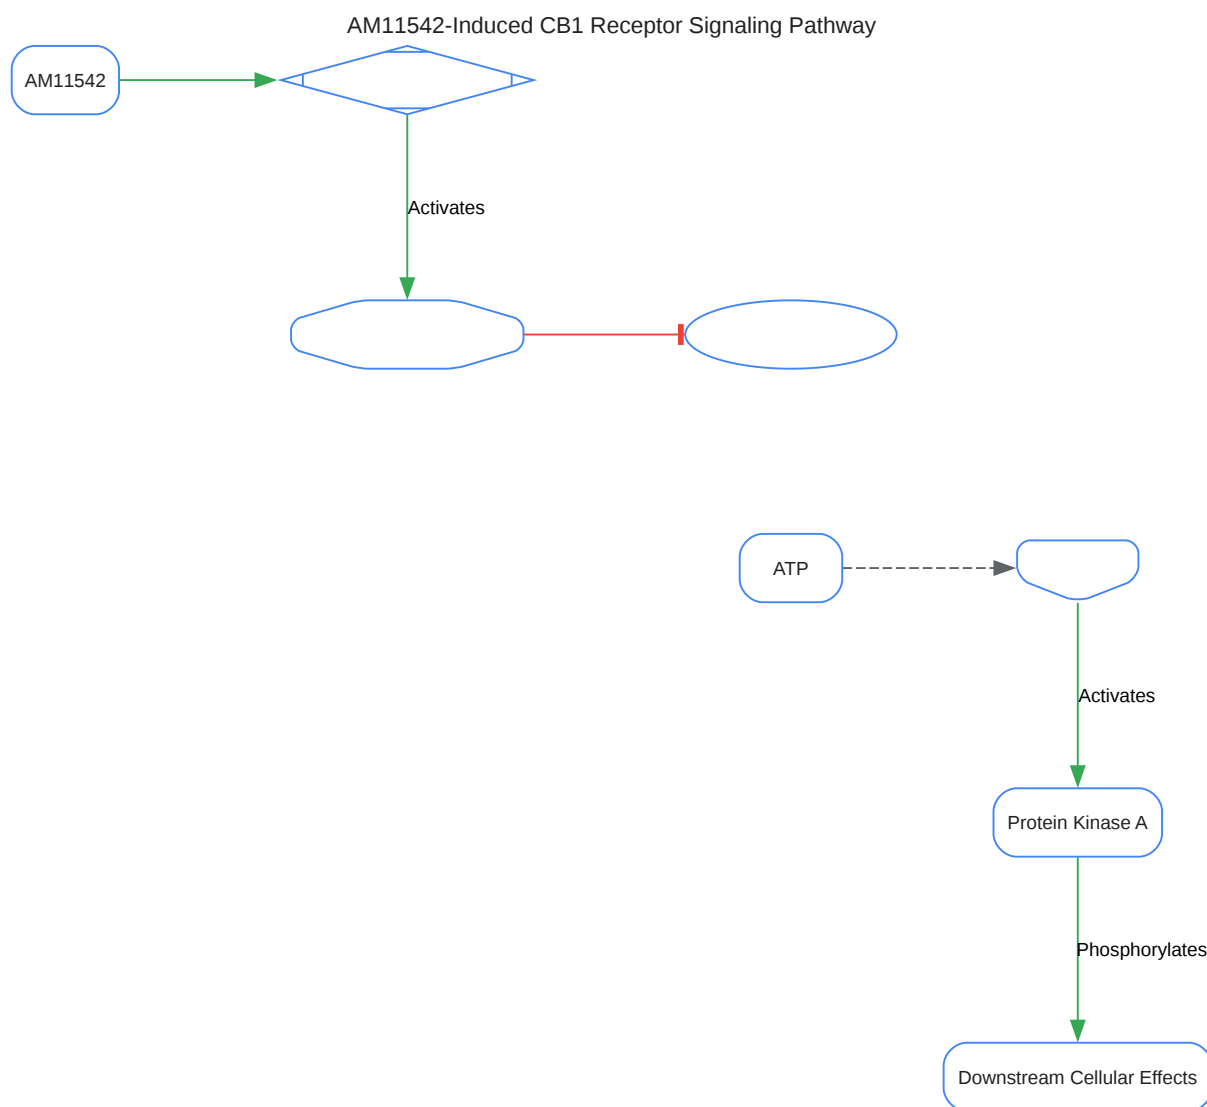 AM11542-Induced CB1 Receptor Signaling Pathway
AM11542
Activates
ATP
Activates
Protein Kinase A
Phosphorylates
Downstream Cellular Effects